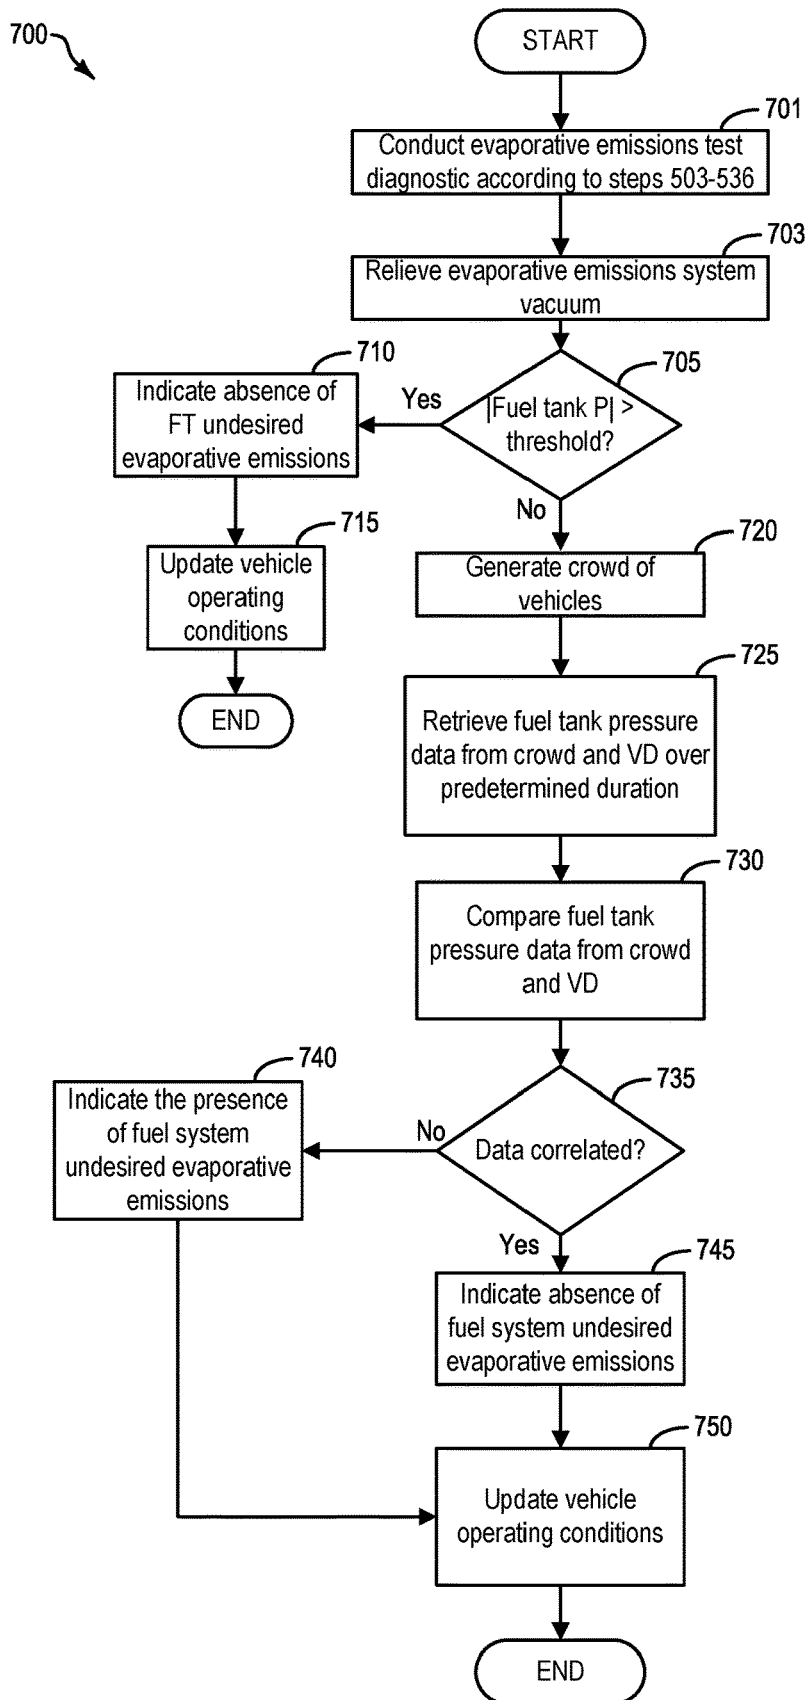 700
START
701
Conduct evaporative emissions test
diagnostic according to steps 503-536
703
Relieve evaporative emissions system
vacuum
705
|Fuel tank P| >
threshold?
Yes
710
Indicate absence of
FT undesired
evaporative emissions
715
Update vehicle
operating
conditions
END
No
720
Generate crowd of
vehicles
725
Retrieve fuel tank pressure
data from crowd and VD over
predetermined duration
730
Compare fuel tank
pressure data from crowd
and VD
735
Data correlated?
No
740
Indicate the presence
of fuel system
undesired evaporative
emissions
Yes
745
Indicate absence of
fuel system undesired
evaporative emissions
750
Update vehicle
operating conditions
END